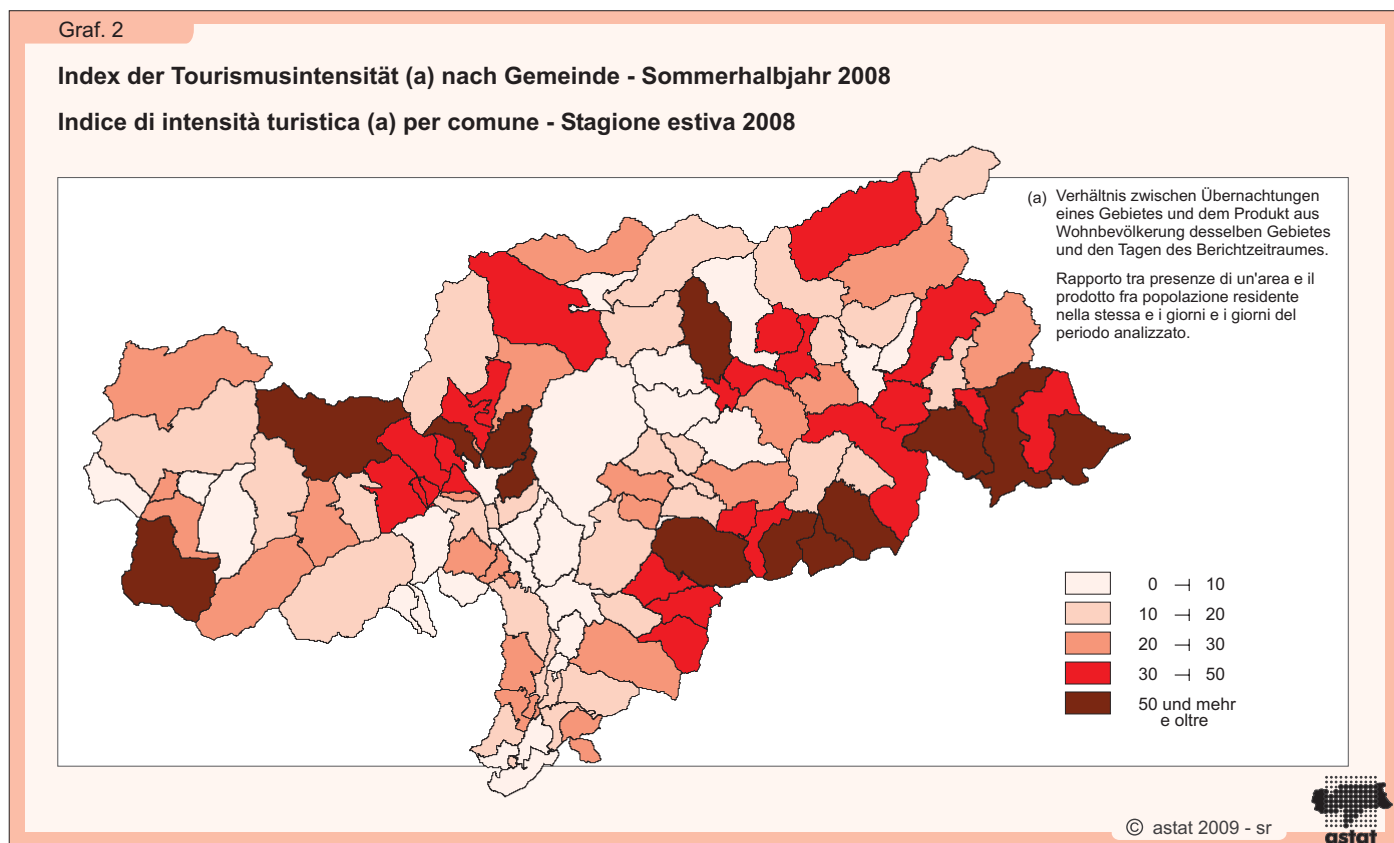 Graf. 2
Index der Tourismusintensität (a) nach Gemeinde - Sommerhalbjahr 2008
Indice di intensità turistica (a) per comune - Stagione estiva 2008
(a) Verhältnis zwischen Übernachtungen
eines Gebietes und dem Produkt aus
Wohnbevölkerung desselben Gebietes
und den Tagen des Berichtzeitraumes.
Rapporto tra presenze di un'area e il
prodotto fra popolazione residente
nella stessa e i giorni e i giorni del
periodo analizzato.
0 ⊣ 10
10 ⊣ 20
20 ⊣ 30
30 ⊣ 50
50 und mehr
e oltre
© astat 2009 - sr
astat